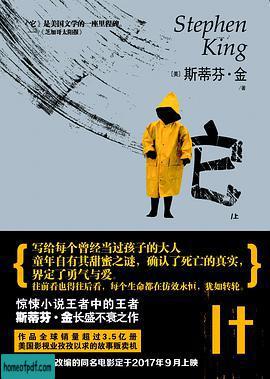 《它》是美国文学的一座里程碑。
——《芝加哥太阳报》
Stephen
King
[美] 斯蒂芬·金
/著
它
/上
写给每个曾经当过孩子的大人
童年自有其甜蜜之谜，确认了死亡的真实，
界定了勇气与爱。
往前看也得往后看，每个生命都在仿效永恒，犹如转轮。
惊悚小说王者中的王者
斯蒂芬·金长盛不衰之作
作品全球销量超过3.5亿册
美国影视业孜孜以求的故事贩卖机
It
改编的同名电影定于2017年9月上映
homeofpdf.com
homeofpdf.com